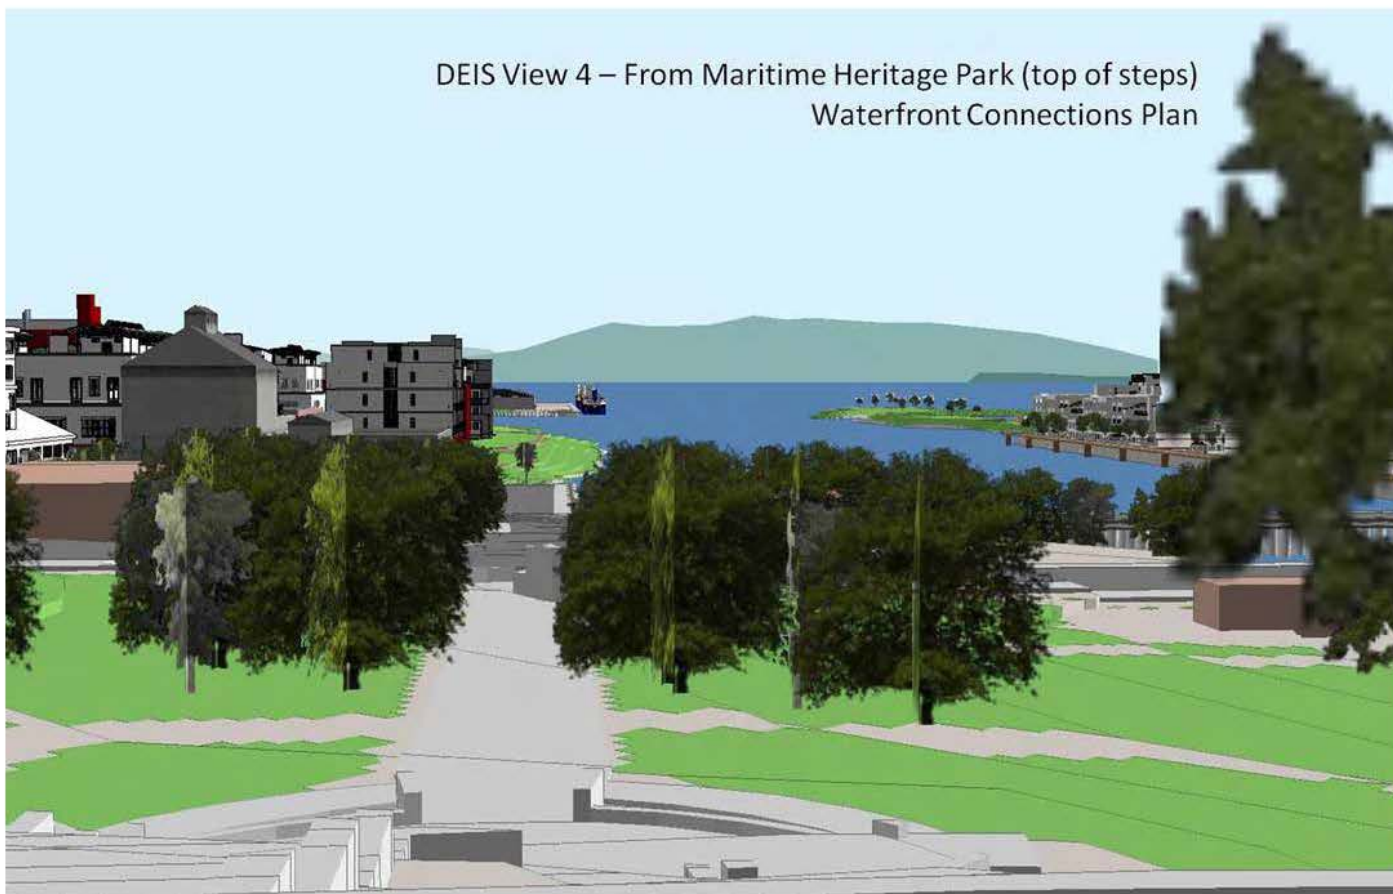 DEIS View 4 – From Maritime Heritage Park (top of steps)
Waterfront Connections Plan